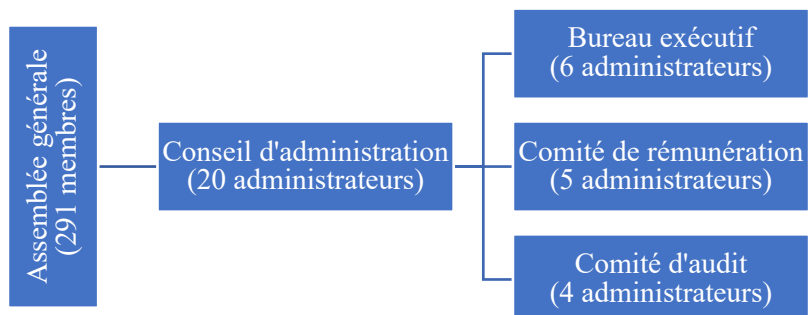 Assemblée générale
(291 membres)
Conseil d'administration
(20 administrateurs)
Bureau exécutif
(6 administrateurs)
Comité de rémunération
(5 administrateurs)
Comité d'audit
(4 administrateurs)